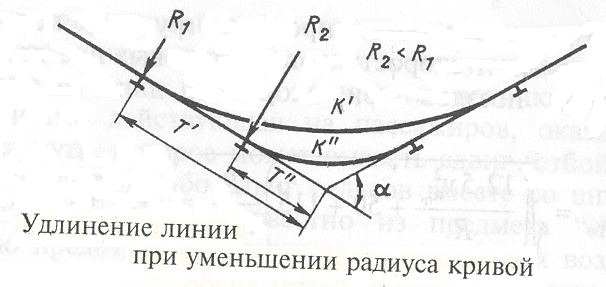 R₁
R₂
R₂ < R₁
K'
T'
K"
T"
α
Удлинение линии
при уменьшении радиуса кривой